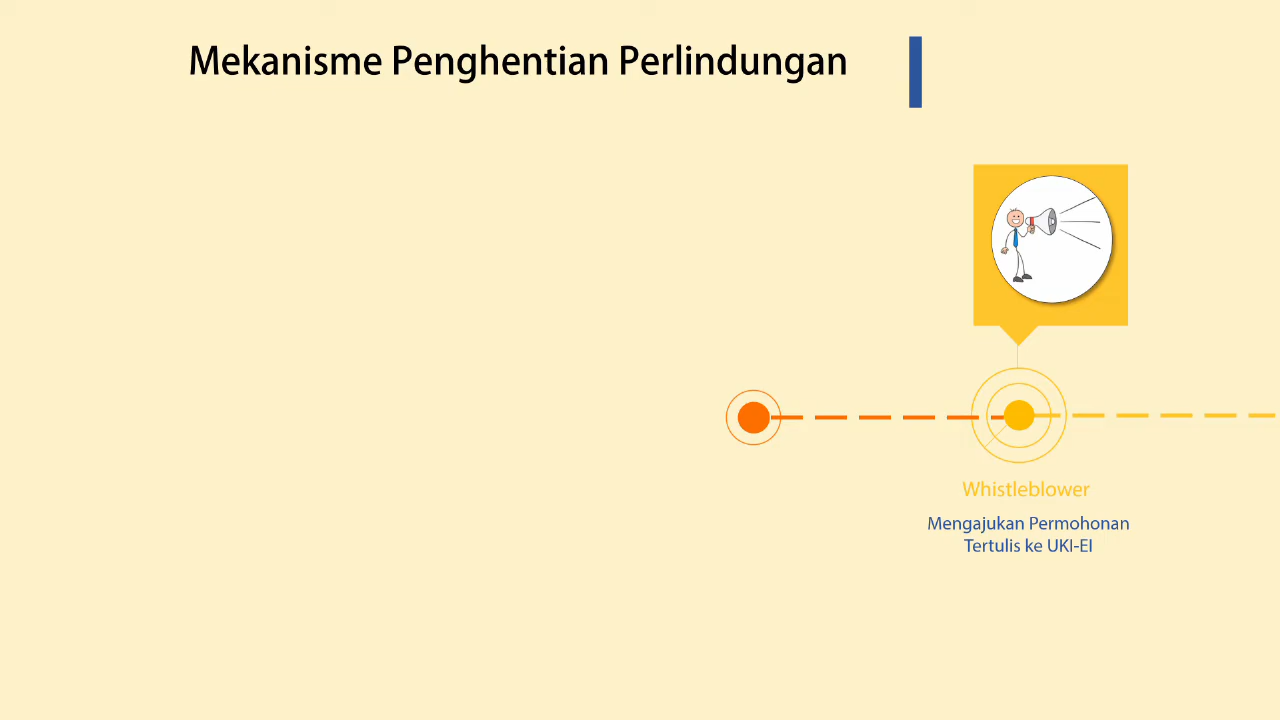 Mekanisme Penghentian Perlindungan
Whistleblower
Mengajukan Permohonan
Tertulis ke UKI-EI